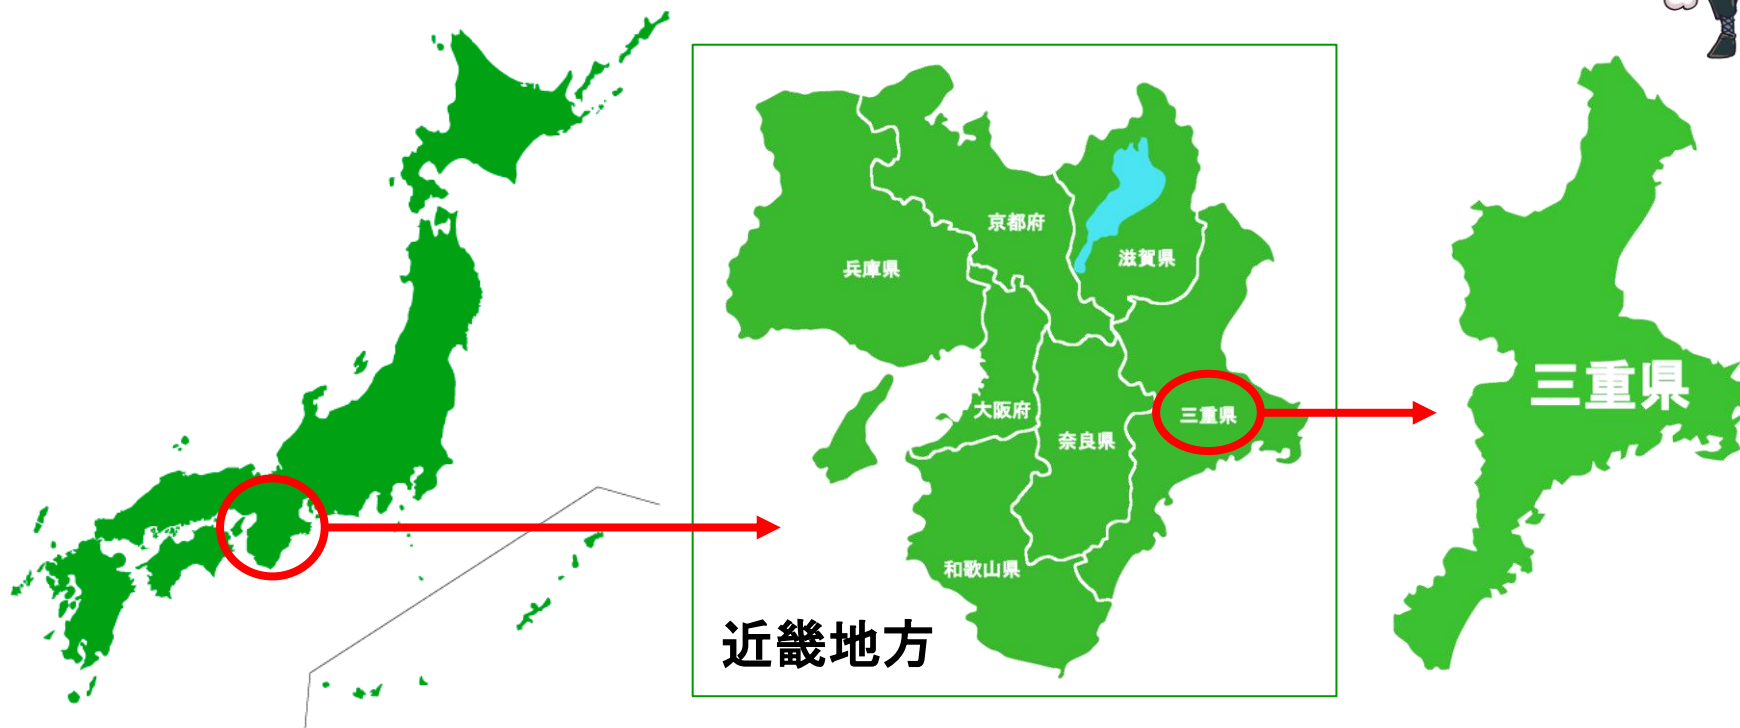 京都府
滋賀県
兵庫県
大阪府
三重県
奈良県
和歌山県
近畿地方
三重県